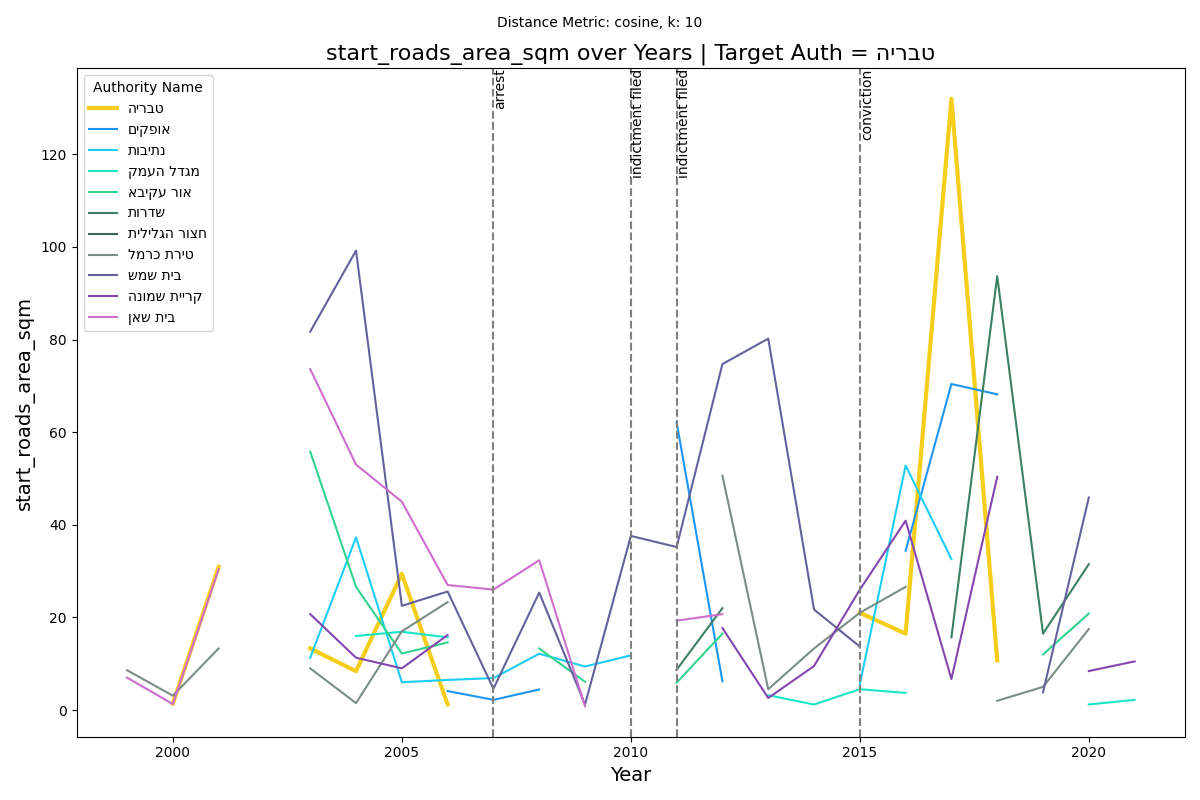 Distance Metric: cosine, k: 10
start_roads_area_sqm over Years | Target Auth = טבריה
Authority Name
טבריה
אופקים
נתיבות
מגדל העמק
אור עקיבא
שדרות
חצור הגלילית
טירת כרמל
בית שמש
קריית שמונה
בית שאן
arrest
indictment filed
indictment filed
conviction
start_roads_area_sqm
120
100
80
60
40
20
0
2000
2005
2010
2015
2020
Year